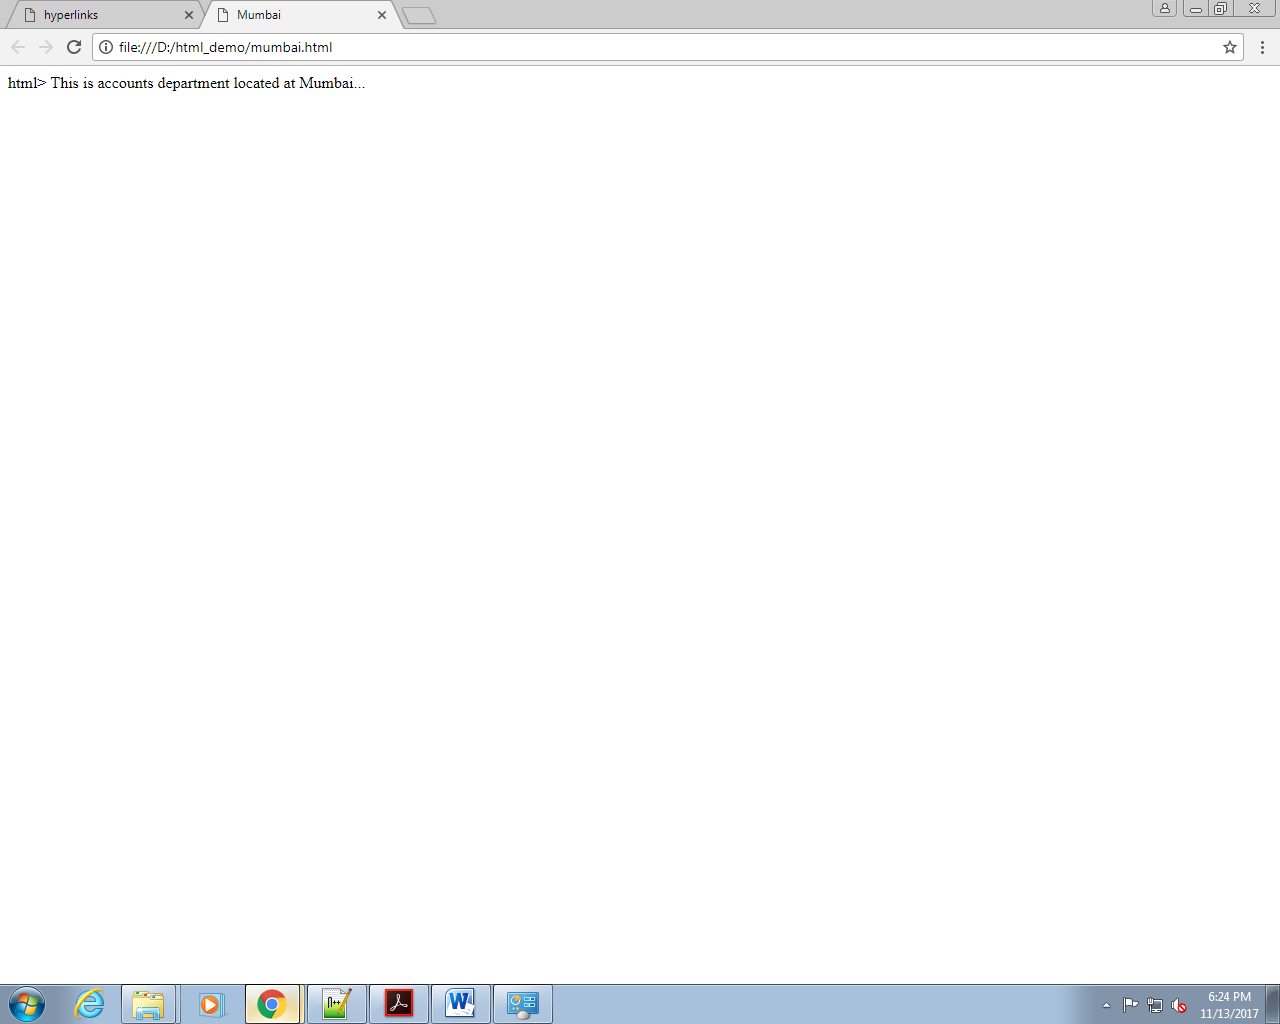 hyperlinks
Mumbai
file:///D:/html_demo/mumbai.html
html> This is accounts department located at Mumbai...
n++
W
6:24 PM
11/13/2017